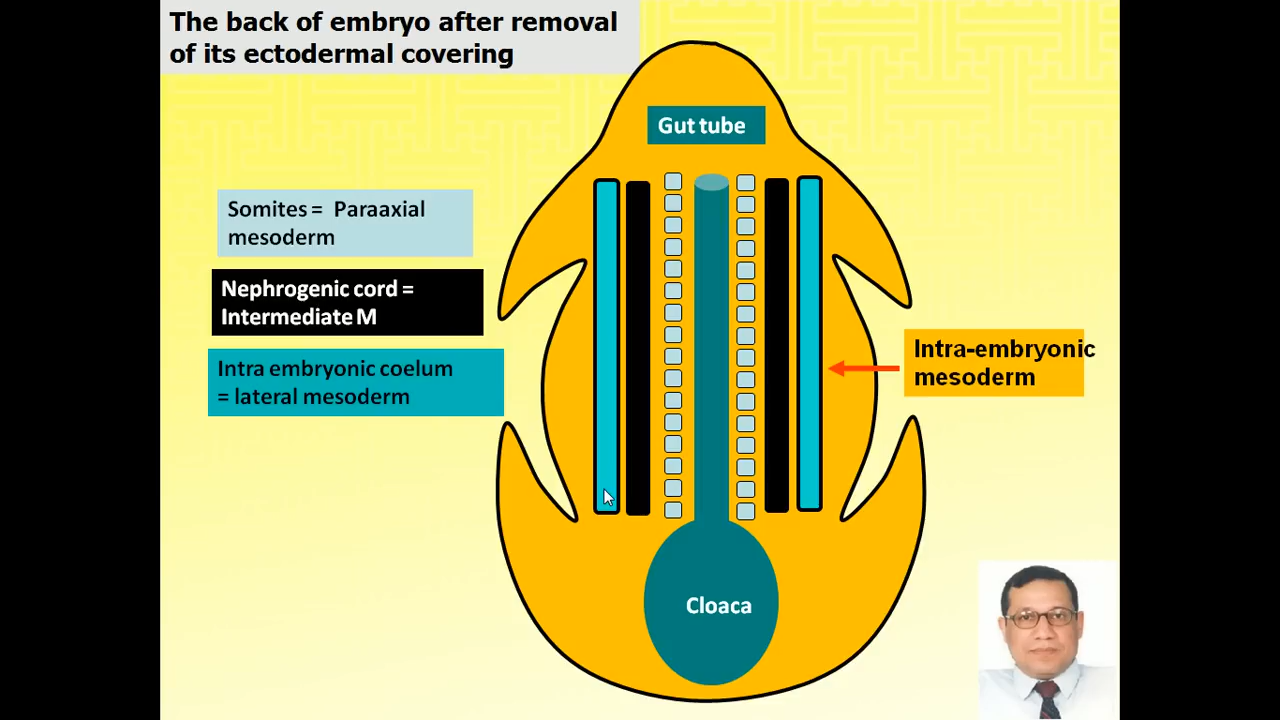 The back of embryo after removal
of its ectodermal covering
Gut tube
Somites = Paraaxial
mesoderm
Nephrogenic cord =
Intermediate M
Intra embryonic coelum
= lateral mesoderm
Intra-embryonic
mesoderm
Cloaca